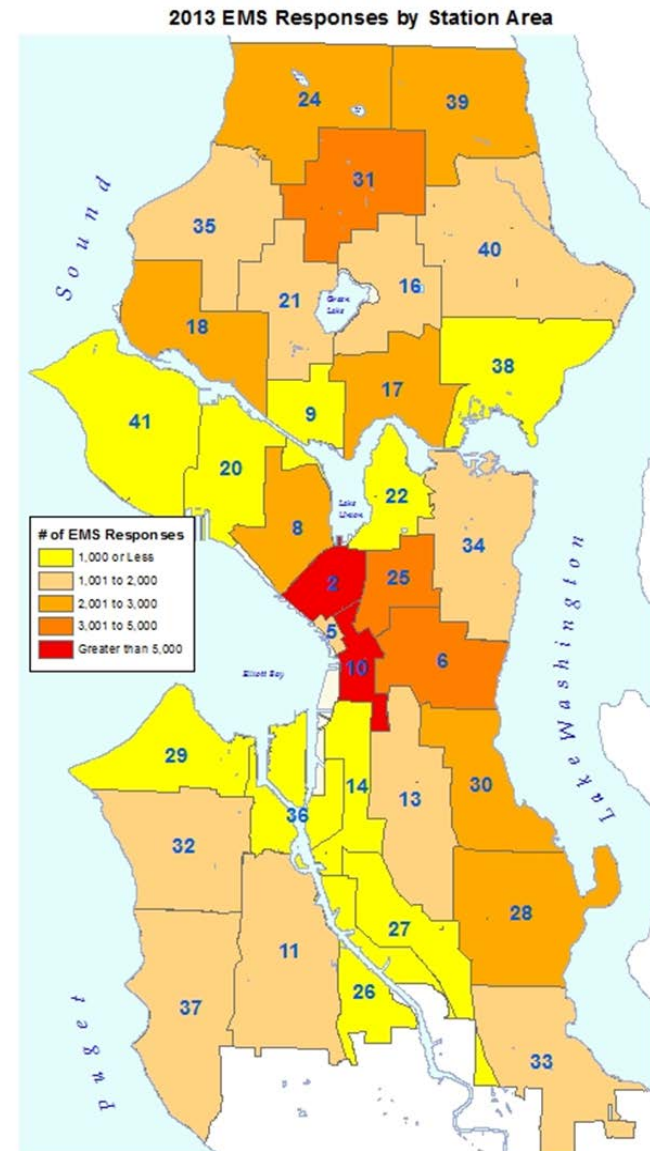 2013 EMS Responses by Station Area
24
39
31
Sound
35
40
16
21
Green
Lake
18
38
17
9
41
20
22
Lake
Union
8
34
# of EMS Responses
1,000 or Less
1,001 to 2,000
2,001 to 3,000
3,001 to 5,000
Greater than 5,000
25
2
5
10
6
Elliott Bay
Lake Washington
29
14
13
30
36
32
28
27
11
26
37
Puget
33